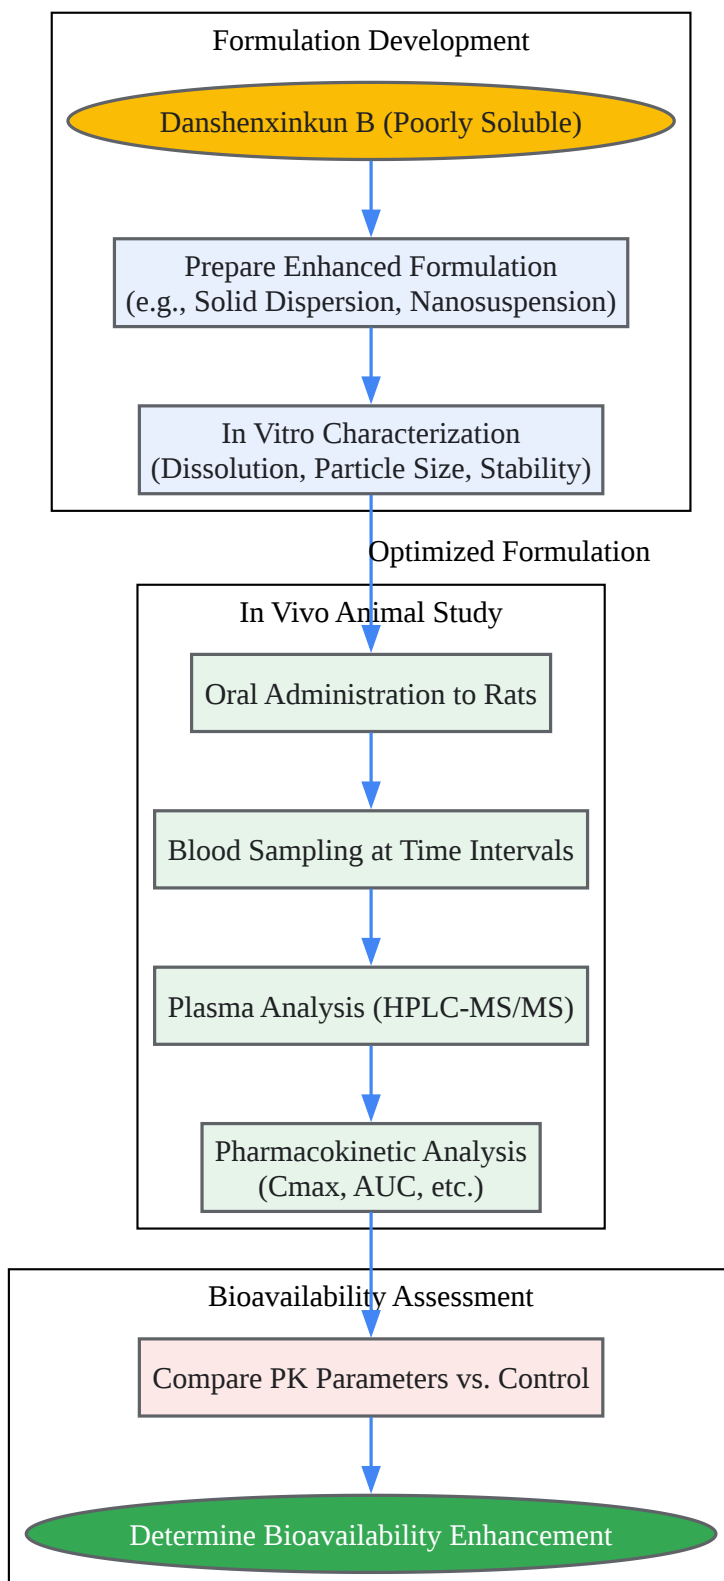 Formulation Development
Danshenxinkun B (Poorly Soluble)
Prepare Enhanced Formulation
(e.g., Solid Dispersion, Nanosuspension)
In Vitro Characterization
(Dissolution, Particle Size, Stability)
Optimized Formulation
In Vivo Animal Study
Oral Administration to Rats
Blood Sampling at Time Intervals
Plasma Analysis (HPLC-MS/MS)
Pharmacokinetic Analysis
(Cmax, AUC, etc.)
Bioavailability Assessment
Compare PK Parameters vs. Control
Determine Bioavailability Enhancement